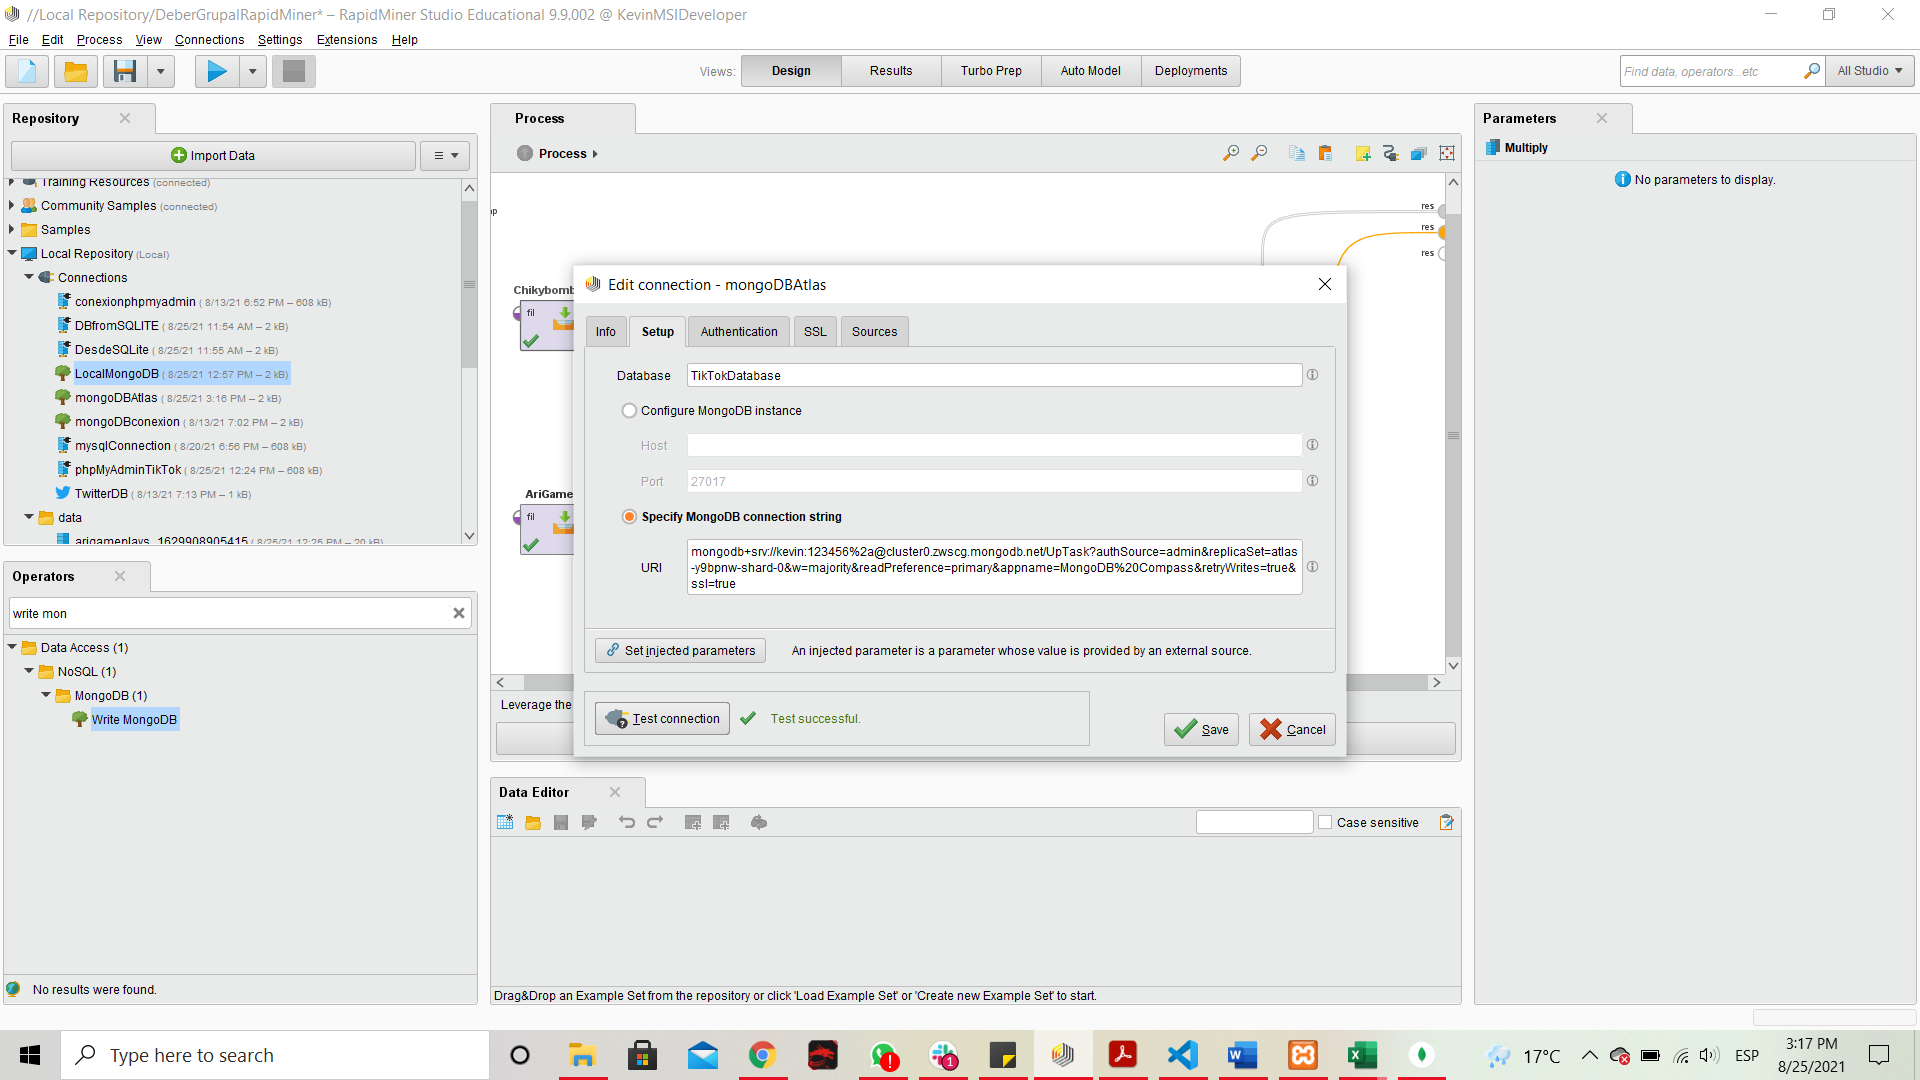 //Local Repository/DeberGrupalRapidMiner* – RapidMiner Studio Educational 9.9.002 @ KevinMSIDeveloper
File Edit Process View Connections Settings Extensions Help
Views: Design Results Turbo Prep Auto Model Deployments
Find data, operators...etc
All Studio
Repository
Import Data
Training Resources (connected)
Community Samples (connected)
Samples
Local Repository (Local)
Connections
conexionphpmyadmin ( 8/13/21 6:52 PM – 608 kB)
DBfromSQLITE ( 8/25/21 11:54 AM – 2 kB)
DesdeSQLite ( 8/25/21 11:55 AM – 2 kB)
LocalMongoDB ( 8/25/21 12:57 PM – 2 kB)
mongoDBAtlas ( 8/25/21 3:16 PM – 2 kB)
mongoDBconexion ( 8/13/21 7:02 PM – 2 kB)
mysqlConnection ( 8/20/21 6:56 PM – 608 kB)
phpMyAdminTikTok ( 8/25/21 12:24 PM – 608 kB)
TwitterDB ( 8/13/21 7:13 PM – 1 kB)
data
arigameplays_1629908905415 ( 8/25/21 12:25 PM – 20 kB)
Operators
write mon
Data Access (1)
NoSQL (1)
MongoDB (1)
Write MongoDB
No results were found.
Process
Process
res
res
res
Chikybomb
fil
AriGame
fil
Leverage the
Edit connection - mongoDBAtlas
Info Setup Authentication SSL Sources
Database TikTokDatabase
Configure MongoDB instance
Host
Port 27017
Specify MongoDB connection string
URI
mongodb+srv://kevin:123456%2a@cluster0.zwscg.mongodb.net/UpTask?authSource=admin&replicaSet=atlas
-y9bpnw-shard-0&w=majority&readPreference=primary&appname=MongoDB%20Compass&retryWrites=true&
ssl=true
Set injected parameters An injected parameter is a parameter whose value is provided by an external source.
Test connection Test successful.
Save Cancel
Data Editor
Case sensitive
Drag&Drop an Example Set from the repository or click 'Load Example Set' or 'Create new Example Set' to start.
Parameters
Multiply
No parameters to display.
Type here to search
1
17°C
ESP
3:17 PM
8/25/2021